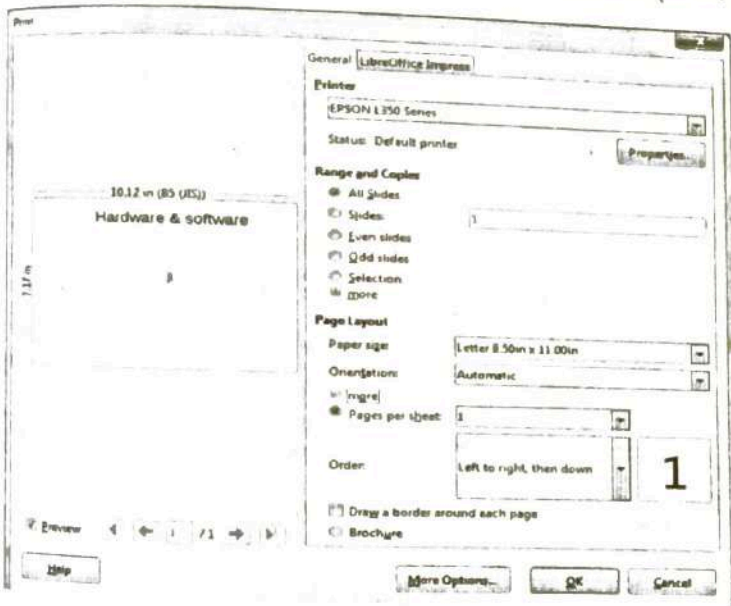 Print
General LibreOffice Impress
Printer
EPSON L350 Series
Status: Default printer
Properties...
Range and Copies
All Slides
Slides: 1
Even slides
Odd slides
Selection
more
10.12 in (B5 (JIS))
Hardware & software
7.17 in
Page Layout
Paper size: Letter 8.50in x 11.00in
Orientation: Automatic
more
Pages per sheet: 1
Order: Left to right, then down
1
Draw a border around each page
Brochure
Preview 1 / 1
Help More Options... OK Cancel